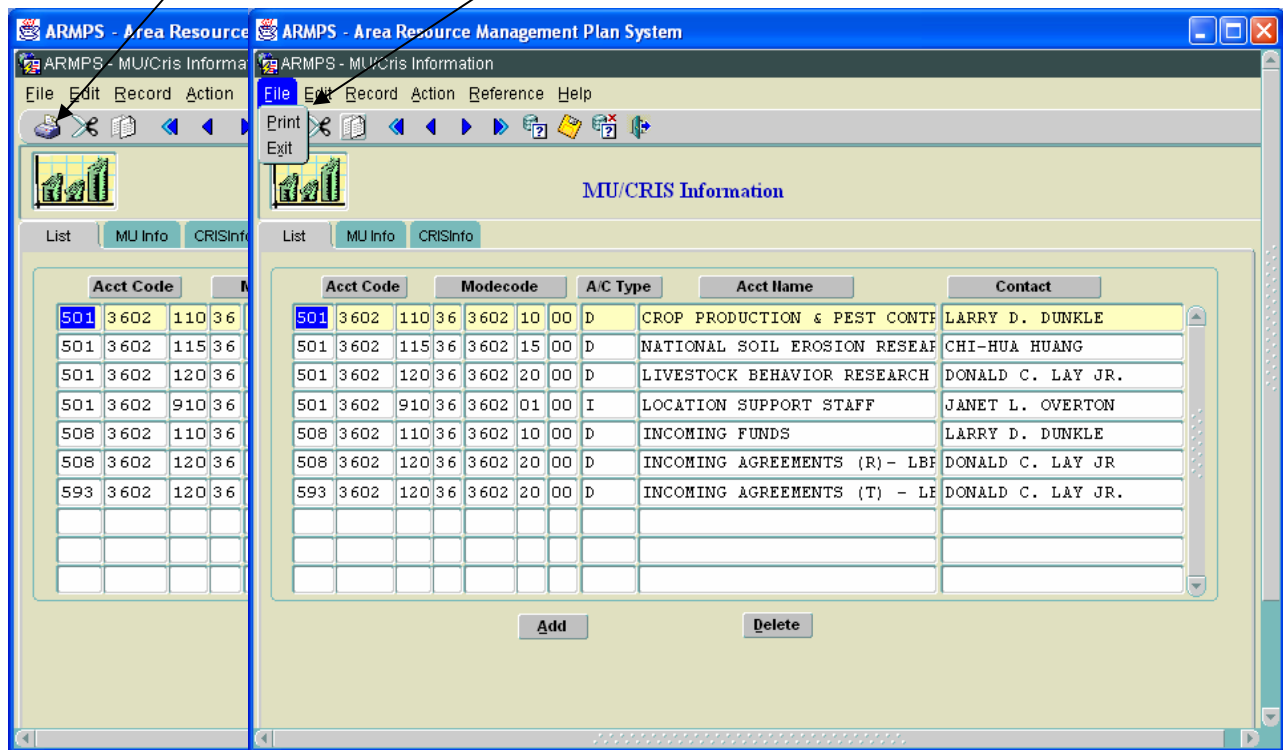 ARMPS - Area Resource
ARMPS - MU/Cris Informa
File Edit Record Action
List MU Info CRISInfo
Acct Code M
501 3602 110 36
501 3602 115 36
501 3602 120 36
501 3602 910 36
508 3602 110 36
508 3602 120 36
593 3602 120 36
ARMPS - Area Resource Management Plan System
ARMPS - MU/Cris Information
File Edit Record Action Reference Help
Print
Exit
MU/CRIS Information
List MU Info CRISInfo
Acct Code Modecode A/C Type Acct Name Contact
501 3602 110 36 3602 10 00 D CROP PRODUCTION & PEST CONTR LARRY D. DUNKLE
501 3602 115 36 3602 15 00 D NATIONAL SOIL EROSION RESEAR CHI-HUA HUANG
501 3602 120 36 3602 20 00 D LIVESTOCK BEHAVIOR RESEARCH DONALD C. LAY JR.
501 3602 910 36 3602 01 00 I LOCATION SUPPORT STAFF JANET L. OVERTON
508 3602 110 36 3602 10 00 D INCOMING FUNDS LARRY D. DUNKLE
508 3602 120 36 3602 20 00 D INCOMING AGREEMENTS (R)- LBR DONALD C. LAY JR
593 3602 120 36 3602 20 00 D INCOMING AGREEMENTS (T) - LB DONALD C. LAY JR.
Add Delete